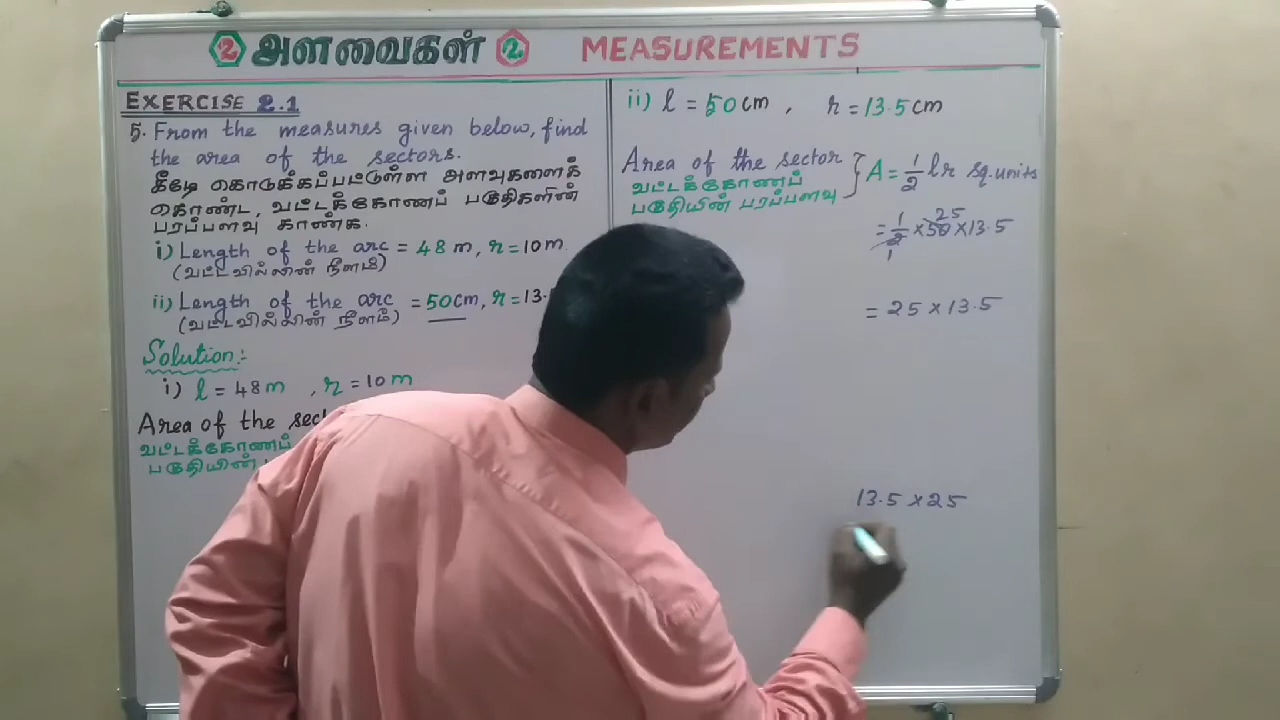 2 அளவைகள் 2 MEASUREMENTS
EXERCISE 2.1
5. From the measures given below, find
the area of the sectors.
கீழே கொடுக்கப்பட்டுள்ள அளவுகளைக்
கொண்ட, வட்டக்கோணப் பகுதிகளின்
பரப்பளவு காண்க.
i) Length of the arc = 48 m, r = 10 m.
(வட்டவில்லின் நீளம்)
ii) Length of the arc = 50 cm, r = 13.
(வட்டவில்லின் நீளம்)
Solution:-
i) l = 48 m , r = 10 m
Area of the sec
வட்டக்கோணப்
பகுதியின்
ii) l = 50 cm , r = 13.5 cm
Area of the sector } A = 1/2 lr sq.units
வட்டக்கோணப்
பகுதியின் பரப்பளவு
25
= 1/2 × 50 × 13.5
1
= 25 × 13.5
13.5 × 25